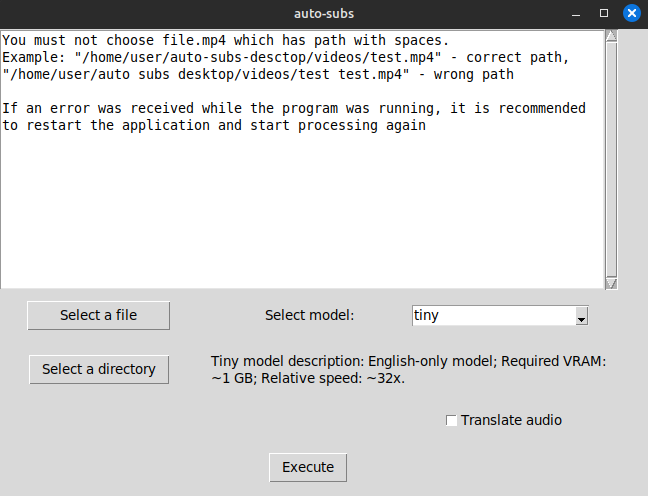 auto-subs
You must not choose file.mp4 which has path with spaces.
Example: "/home/user/auto-subs-desctop/videos/test.mp4" - correct path,
"/home/user/auto subs desktop/videos/test test.mp4" - wrong path
If an error was received while the program was running, it is recommended
to restart the application and start processing again
Select a file
Select model:
tiny
Select a directory
Tiny model description: English-only model; Required VRAM:
~1 GB; Relative speed: ~32x.
Translate audio
Execute